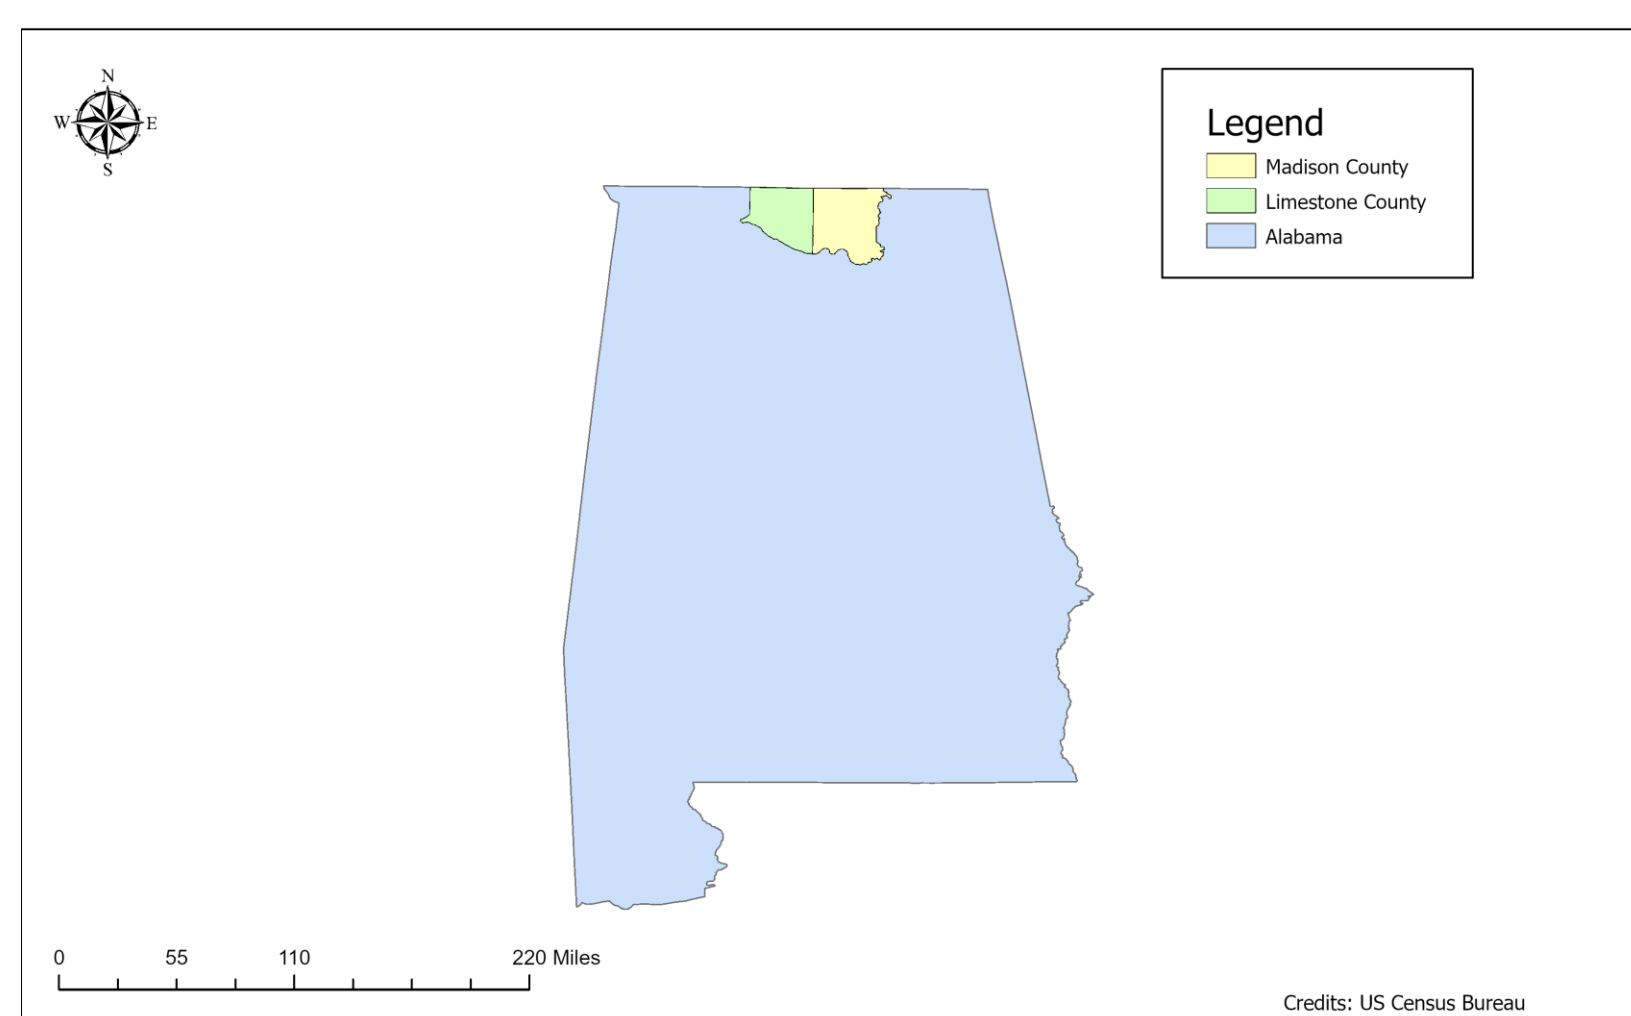 N
W E
S
Legend
Madison County
Limestone County
Alabama
0 55 110 220 Miles
Credits: US Census Bureau